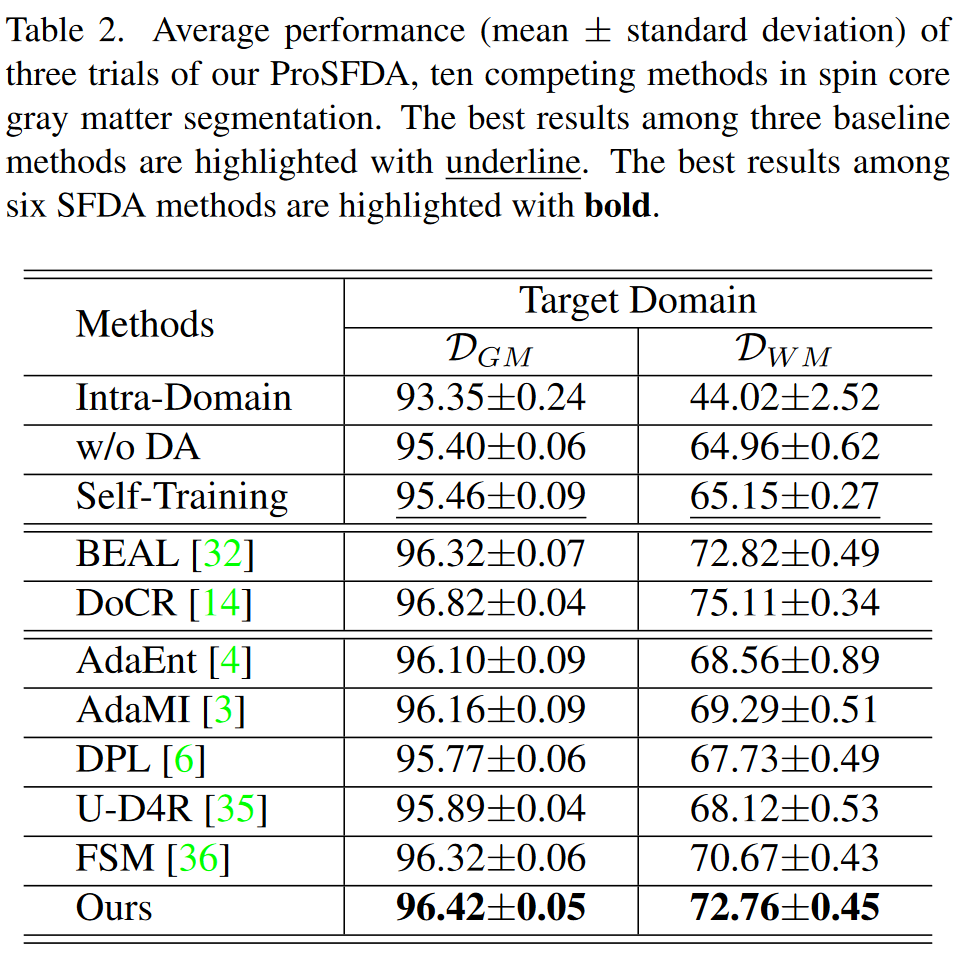 Table 2. Average performance (mean ± standard deviation) of
three trials of our ProSFDA, ten competing methods in spin core
gray matter segmentation. The best results among three baseline
methods are highlighted with underline. The best results among
six SFDA methods are highlighted with bold.
Methods Target Domain
𝒟GM 𝒟WM
Intra-Domain 93.35±0.24 44.02±2.52
w/o DA 95.40±0.06 64.96±0.62
Self-Training 95.46±0.09 65.15±0.27
BEAL [32] 96.32±0.07 72.82±0.49
DoCR [14] 96.82±0.04 75.11±0.34
AdaEnt [4] 96.10±0.09 68.56±0.89
AdaMI [3] 96.16±0.09 69.29±0.51
DPL [6] 95.77±0.06 67.73±0.49
U-D4R [35] 95.89±0.04 68.12±0.53
FSM [36] 96.32±0.06 70.67±0.43
Ours 96.42±0.05 72.76±0.45